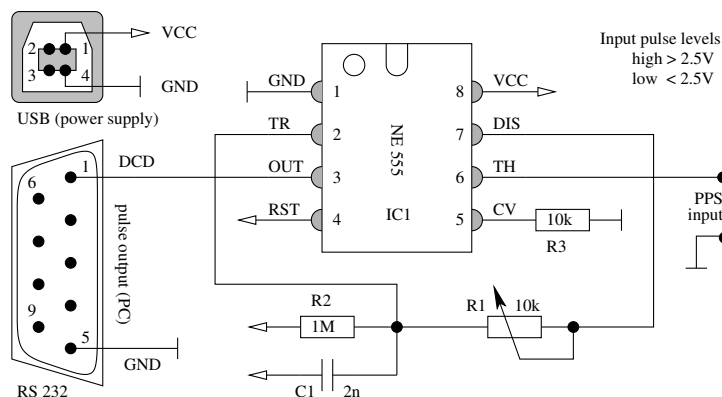 2 1 VCC
3 4 GND
USB (power supply)
Input pulse levels
high > 2.5V
low < 2.5V
GND 1 8 VCC
TR 2 7 DIS
OUT 3 6 TH
RST 4 5 CV
NE 555
IC1
10k
R3
PPS
input
DCD
1
6
9
5
pulse output (PC)
GND
RS 232
R2
1M
C1 2n
R1 10k